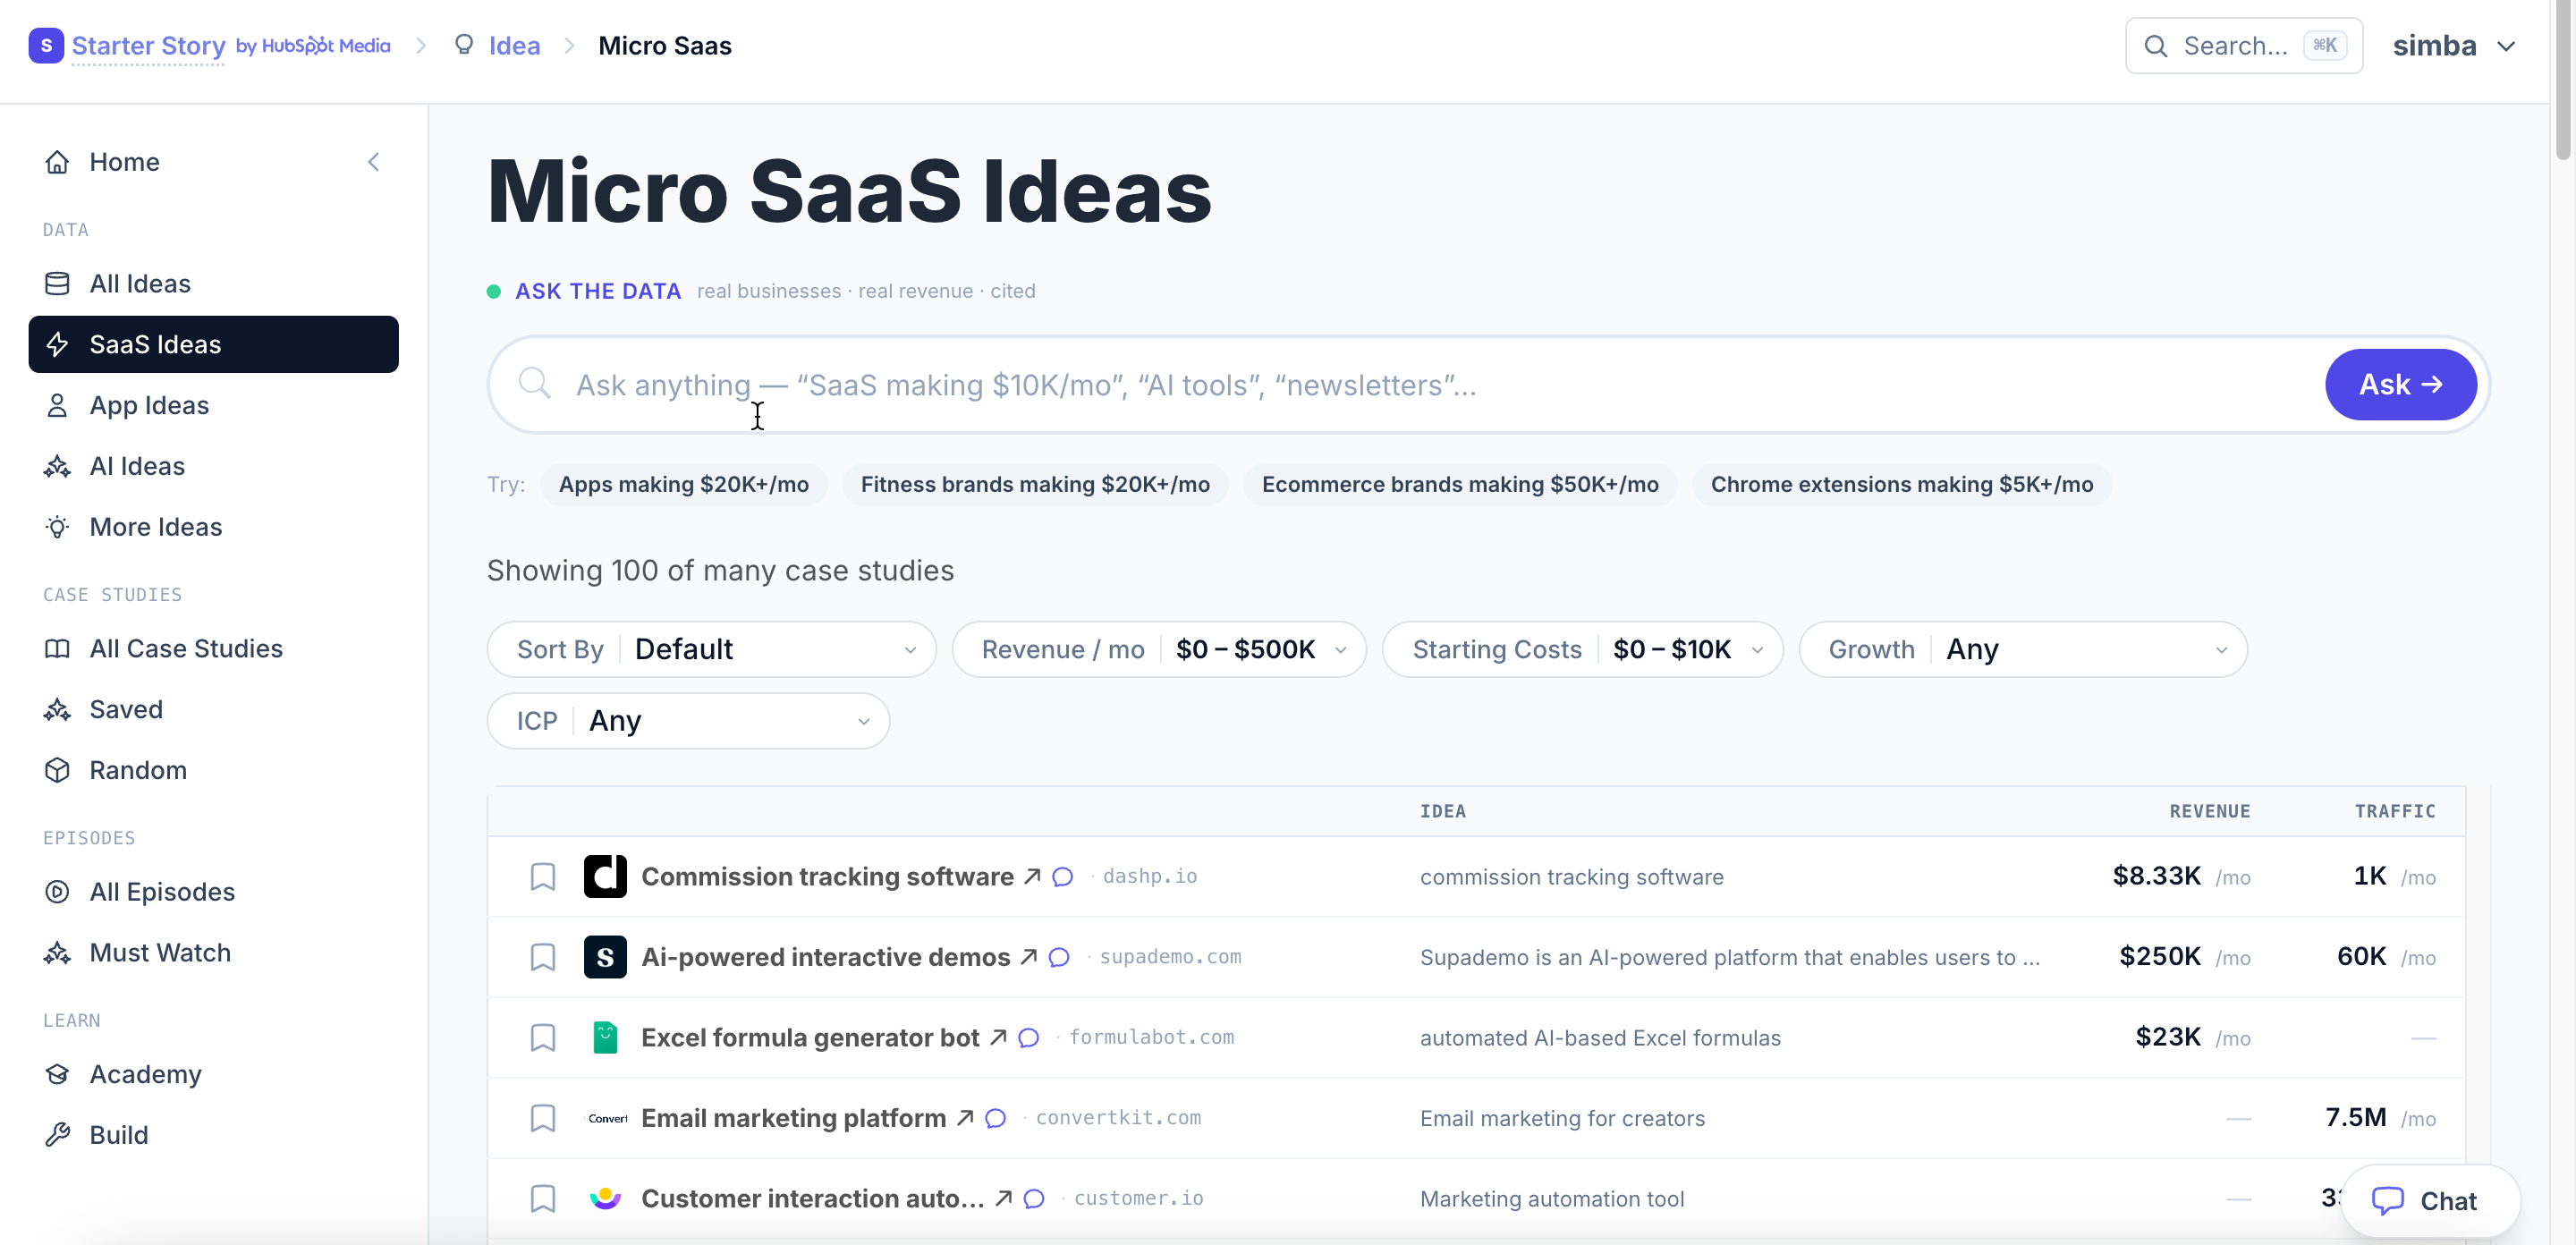 S Starter Story by HubSpot Media > Idea > Micro Saas
Search... ⌘K simba
Home
DATA
All Ideas
SaaS Ideas
App Ideas
AI Ideas
More Ideas
CASE STUDIES
All Case Studies
Saved
Random
EPISODES
All Episodes
Must Watch
LEARN
Academy
Build
Micro SaaS Ideas
ASK THE DATA real businesses · real revenue · cited
Ask anything — “SaaS making $10K/mo”, “AI tools”, “newsletters”... Ask →
Try: Apps making $20K+/mo Fitness brands making $20K+/mo Ecommerce brands making $50K+/mo Chrome extensions making $5K+/mo
Showing 100 of many case studies
Sort By Default Revenue / mo $0 – $500K Starting Costs $0 – $10K Growth Any
ICP Any
IDEA REVENUE TRAFFIC
d Commission tracking software ↗ · dashp.io commission tracking software $8.33K /mo 1K /mo
S Ai-powered interactive demos ↗ · supademo.com Supademo is an AI-powered platform that enables users to ... $250K /mo 60K /mo
Excel formula generator bot ↗ · formulabot.com automated AI-based Excel formulas $23K /mo —
Convert Email marketing platform ↗ · convertkit.com Email marketing for creators — 7.5M /mo
Customer interaction auto... ↗ · customer.io Marketing automation tool —
Chat